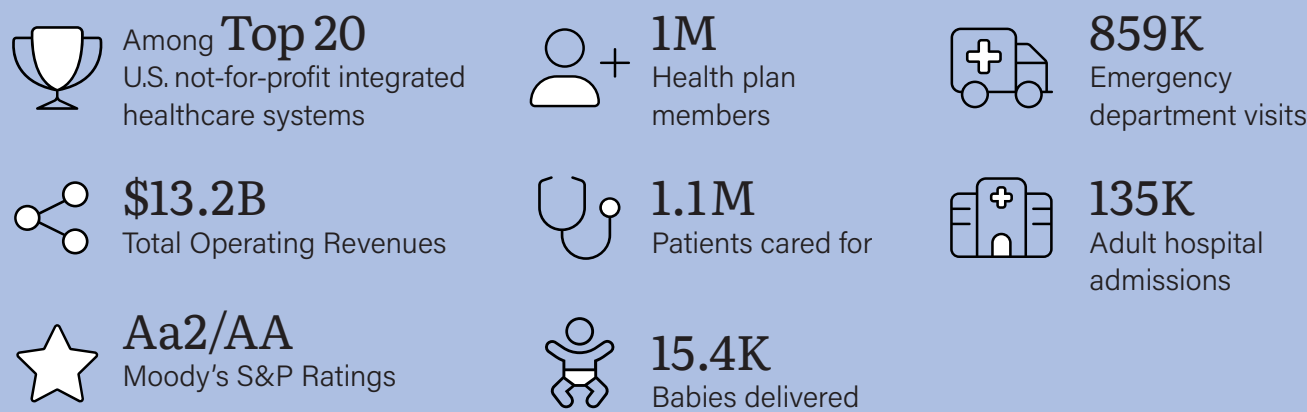 Among Top 20
U.S. not-for-profit integrated
healthcare systems
$13.2B
Total Operating Revenues
Aa2/AA
Moody's S&P Ratings
1M
Health plan
members
1.1M
Patients cared for
15.4K
Babies delivered
859K
Emergency
department visits
135K
Adult hospital
admissions